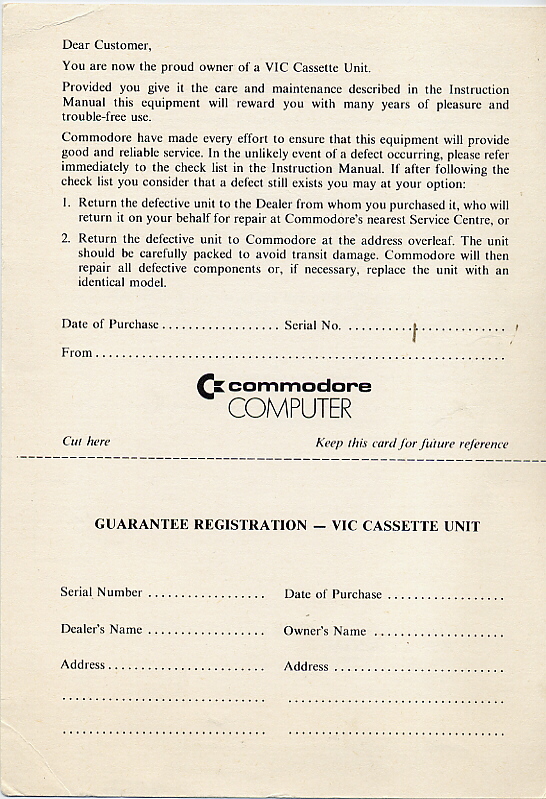 Dear Customer,
You are now the proud owner of a VIC Cassette Unit.
Provided you give it the care and maintenance described in the Instruction
Manual this equipment will reward you with many years of pleasure and
trouble-free use.
Commodore have made every effort to ensure that this equipment will provide
good and reliable service. In the unlikely event of a defect occurring, please refer
immediately to the check list in the Instruction Manual. If after following the
check list you consider that a defect still exists you may at your option:
1. Return the defective unit to the Dealer from whom you purchased it, who will
return it on your behalf for repair at Commodore's nearest Service Centre, or
2. Return the defective unit to Commodore at the address overleaf. The unit
should be carefully packed to avoid transit damage. Commodore will then
repair all defective components or, if necessary, replace the unit with an
identical model.
Date of Purchase .................. Serial No. ........................
From ..............................................................
commodore
COMPUTER
Cut here Keep this card for future reference
GUARANTEE REGISTRATION — VIC CASSETTE UNIT
Serial Number .................. Date of Purchase ..................
Dealer's Name .................. Owner's Name ....................
Address ........................ Address ..........................
............................... .................................
............................... .................................